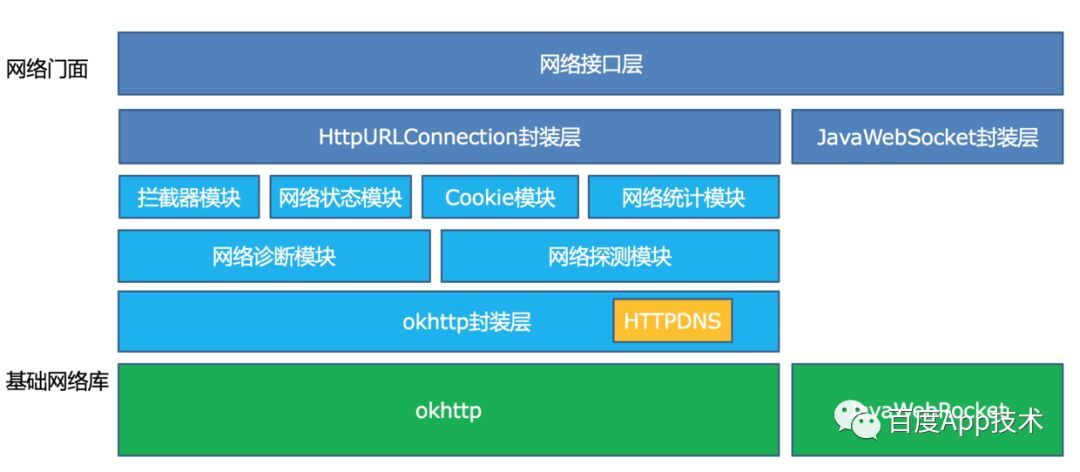 网络门面
网络接口层
HttpURLConnection封装层
JavaWebSocket封装层
拦截器模块
网络状态模块
Cookie模块
网络统计模块
网络诊断模块
网络探测模块
okhttp封装层
HTTPDNS
基础网络库
okhttp
百度App技术